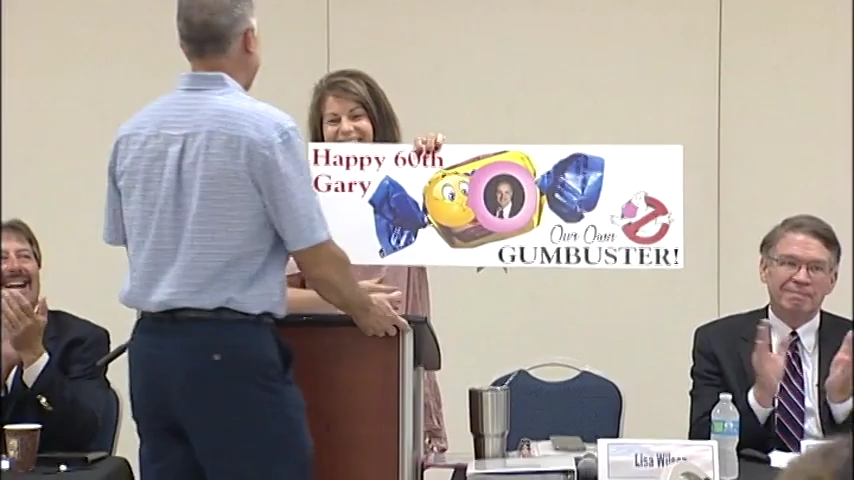 Happy 60th
Gary
Our Own
GUMBUSTER!
Lisa Wilson